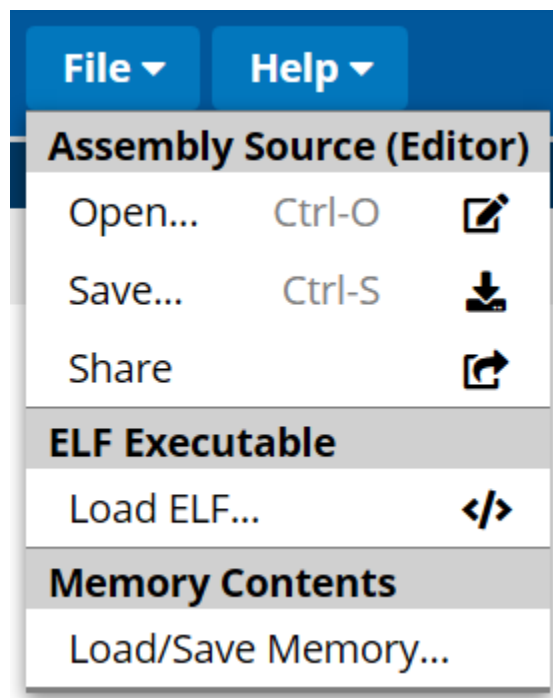 File Help
Assembly Source (Editor)
Open... Ctrl-O
Save... Ctrl-S
Share
ELF Executable
Load ELF...
Memory Contents
Load/Save Memory...